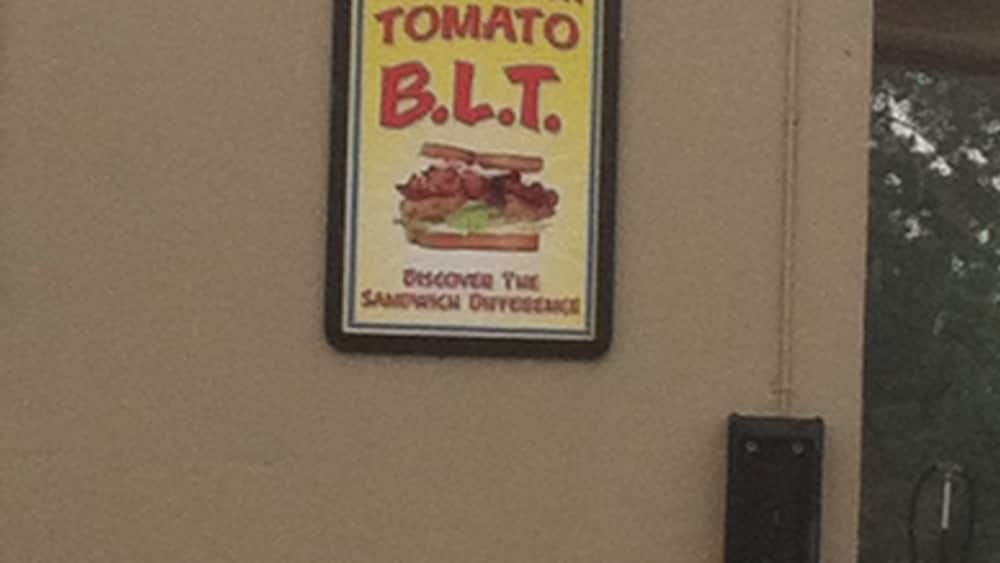 TOMATO
B.L.T.
DISCOVER THE
SANDWICH DIFFERENCE